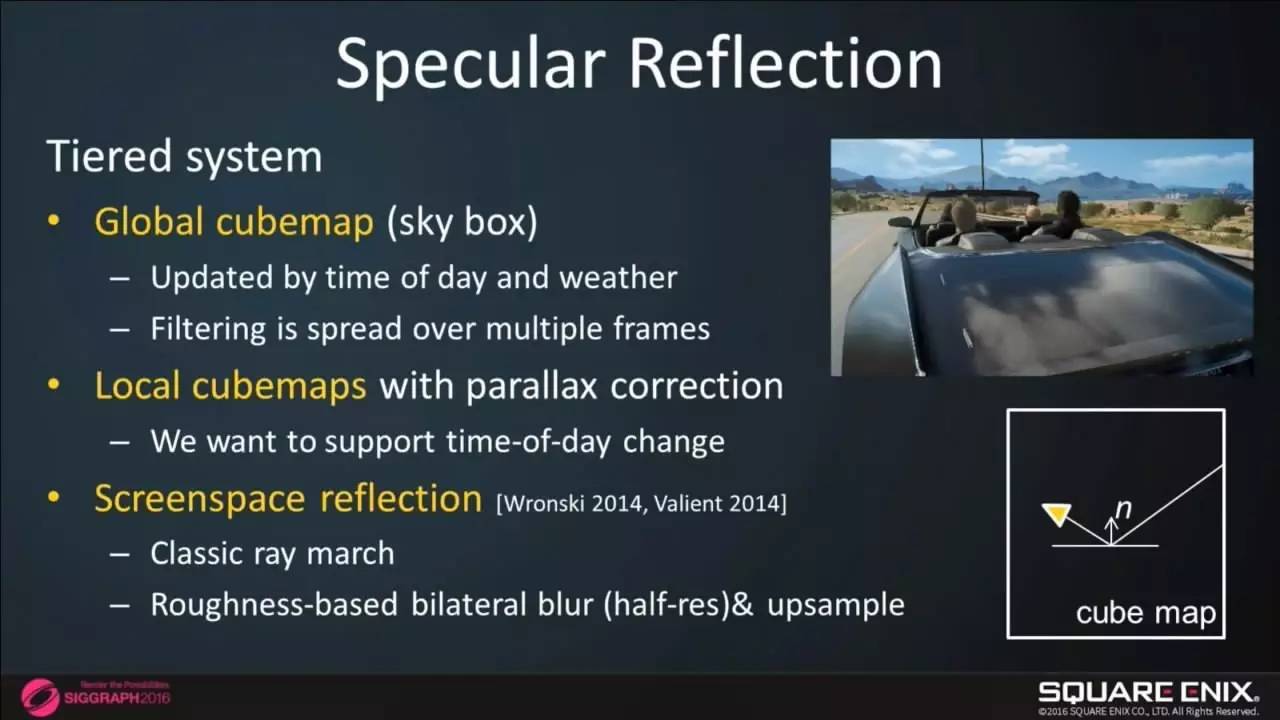 Specular Reflection
Tiered system
• Global cubemap (sky box)
– Updated by time of day and weather
– Filtering is spread over multiple frames
• Local cubemaps with parallax correction
– We want to support time-of-day change
• Screenspace reflection [Wronski 2014, Valient 2014]
– Classic ray march
– Roughness-based bilateral blur (half-res)& upsample
n
cube map
Render the Possibilities
SIGGRAPH2016
SQUARE ENIX.
©2016 SQUARE ENIX CO., LTD. All Rights Reserved.